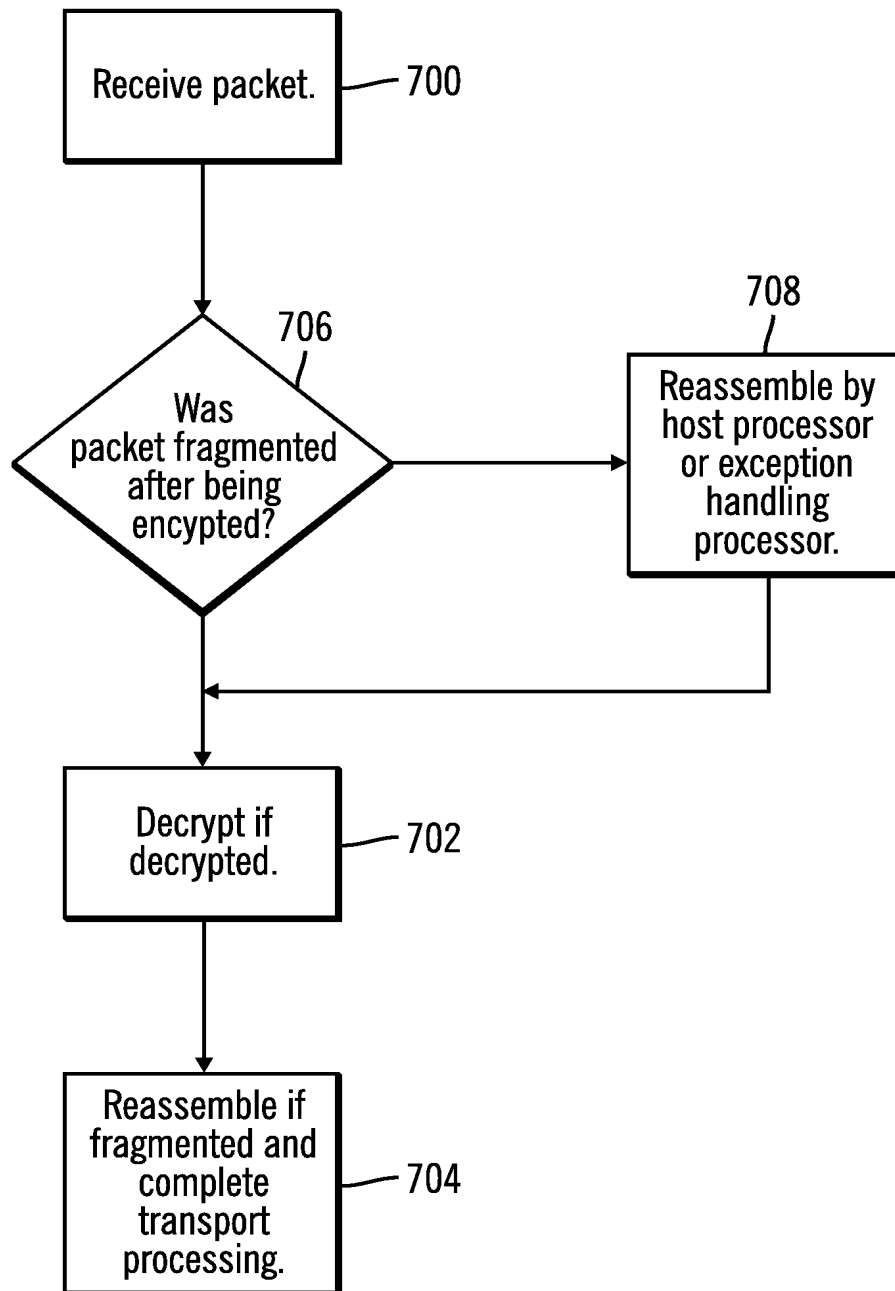 Receive packet.
700
706
Was
packet fragmented
after being
encypted?
708
Reassemble by
host processor
or exception
handling
processor.
Decrypt if
decrypted.
702
Reassemble if
fragmented and
complete
transport
processing.
704